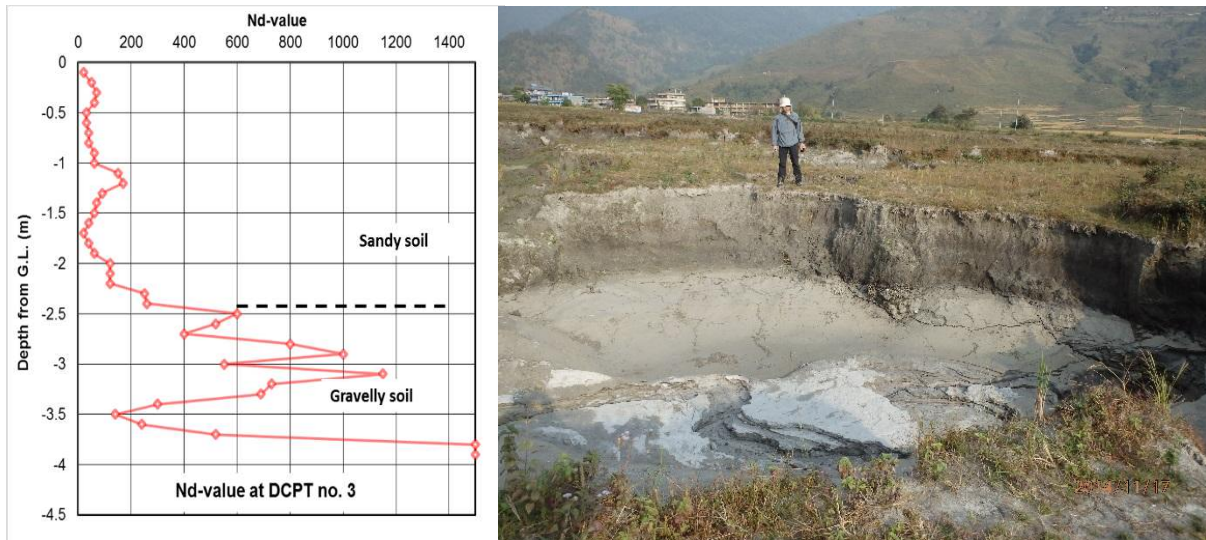 Nd-value
0 200 400 600 800 1000 1200 1400
0
-0.5
-1
-1.5
-2
-2.5
-3
-3.5
-4
-4.5
Depth from G.L. (m)
Sandy soil
Gravelly soil
Nd-value at DCPT no. 3